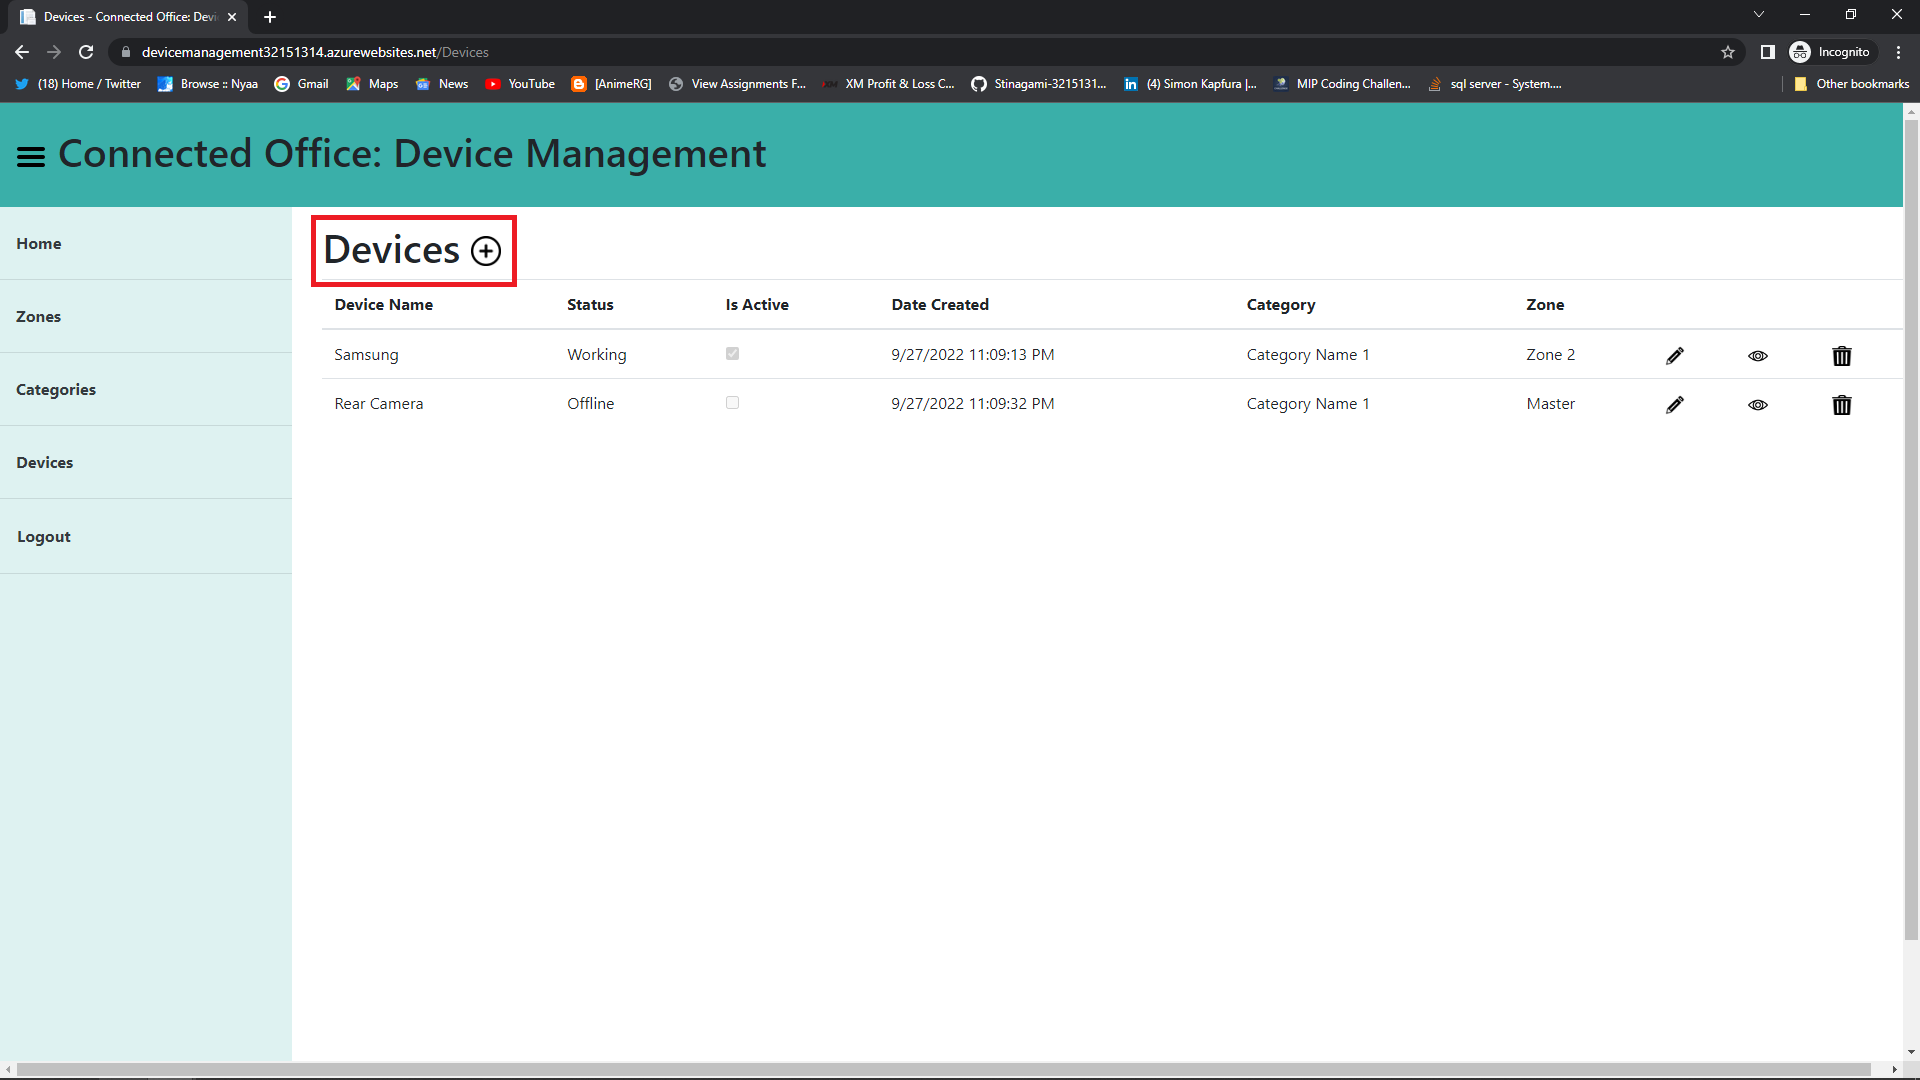 Devices - Connected Office: Devi
devicemanagement32151314.azurewebsites.net/Devices
Incognito
(18) Home / Twitter Browse :: Nyaa Gmail Maps News YouTube [AnimeRG] View Assignments F... XM Profit & Loss C... Stinagami-3215131... (4) Simon Kapfura |... MIP Coding Challen... sql server - System.... Other bookmarks
Connected Office: Device Management
Home
Zones
Categories
Devices
Logout
Devices
Device Name Status Is Active Date Created Category Zone
Samsung Working 9/27/2022 11:09:13 PM Category Name 1 Zone 2
Rear Camera Offline 9/27/2022 11:09:32 PM Category Name 1 Master